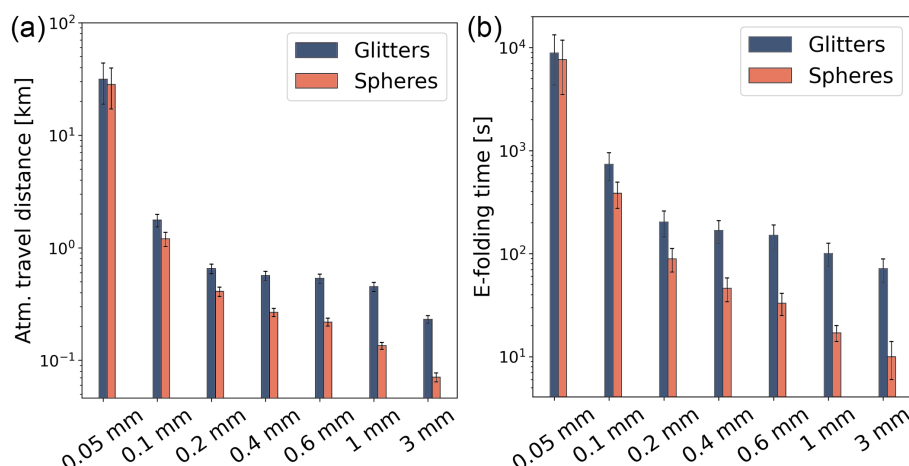 (a)
Atm. travel distance [km]
10²
10¹
10⁰
10⁻¹
Glitters
Spheres
0.05 mm
0.1 mm
0.2 mm
0.4 mm
0.6 mm
1 mm
3 mm
(b)
E-folding time [s]
10⁴
10³
10²
10¹
Glitters
Spheres
0.05 mm
0.1 mm
0.2 mm
0.4 mm
0.6 mm
1 mm
3 mm